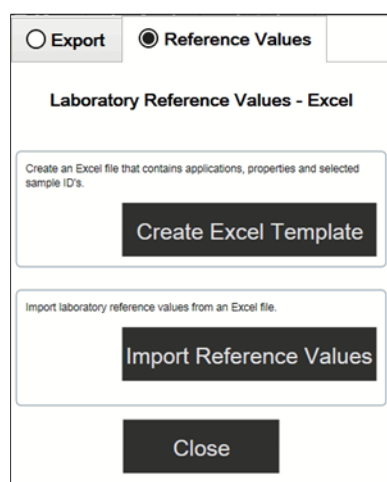 Export
Reference Values
Laboratory Reference Values - Excel
Create an Excel file that contains applications, properties and selected
sample ID's.
Create Excel Template
Import laboratory reference values from an Excel file.
Import Reference Values
Close